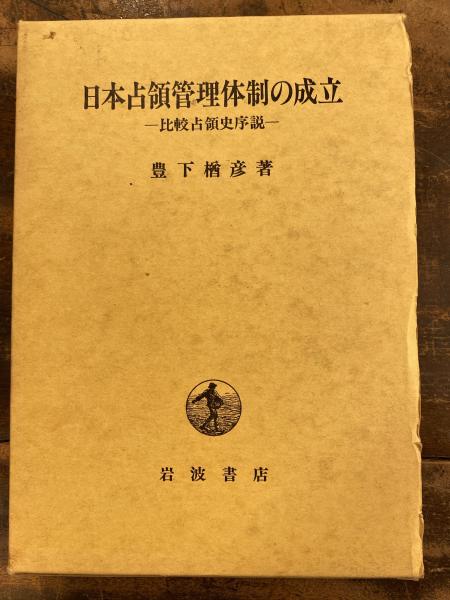 日本占領管理体制の成立
―比較占領史序説―
豊下楢彦著
岩波書店